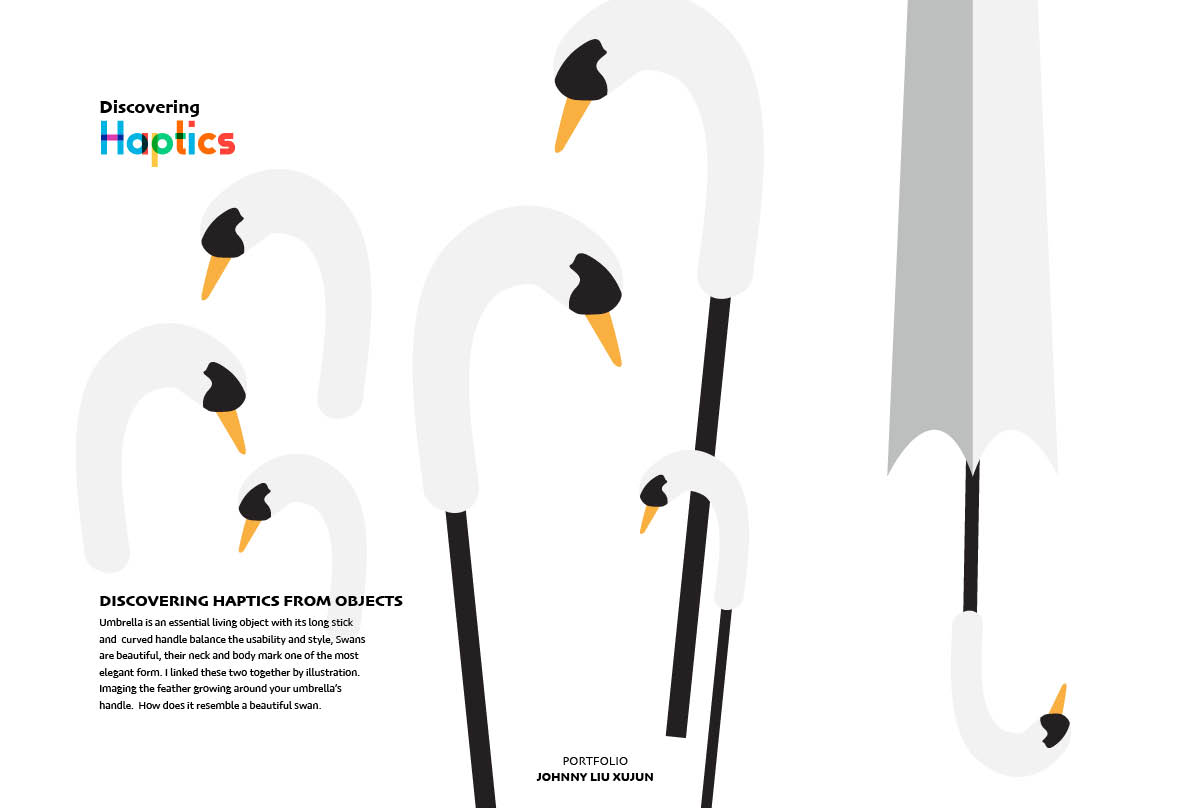 Discovering
Haptics
DISCOVERING HAPTICS FROM OBJECTS
Umbrella is an essential living object with its long stick
and curved handle balance the usability and style, Swans
are beautiful, their neck and body mark one of the most
elegant form. I linked these two together by illustration.
Imaging the feather growing around your umbrella's
handle. How does it resemble a beautiful swan.
PORTFOLIO
JOHNNY LIU XUJUN